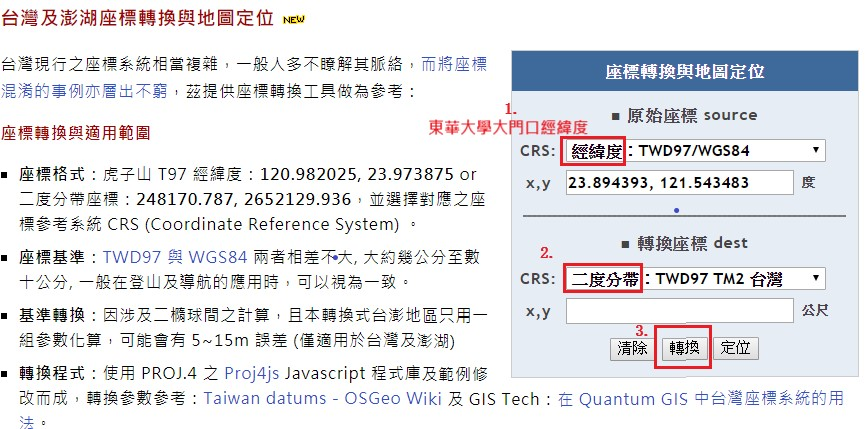 台灣及澎湖座標轉換與地圖定位 NEW
台灣現行之座標系統相當複雜，一般人多不瞭解其脈絡，而將座標
混淆的事例亦層出不窮，茲提供座標轉換工具做為參考：
座標轉換與適用範圍
座標格式：虎子山 T97 經緯度：120.982025, 23.973875 or
二度分帶座標：248170.787, 2652129.936，並選擇對應之座
標參考系統 CRS (Coordinate Reference System) 。
座標基準：TWD97 與 WGS84 兩者相差不大, 大約幾公分至數
十公分, 一般在登山及導航的應用時，可以視為一致。
基準轉換：因涉及二橢球間之計算，且本轉換式台澎地區只用一
組參數化算，可能會有 5~15m 誤差 (僅適用於台灣及澎湖)
轉換程式：使用 PROJ.4 之 Proj4js Javascript 程式庫及範例修
改而成，轉換參數參考：Taiwan datums - OSGeo Wiki 及 GIS Tech：在 Quantum GIS 中台灣座標系統的用
法。
座標轉換與地圖定位
1.
■ 原始座標 source
東華大學大門口經緯度
CRS: 經緯度：TWD97/WGS84
x,y 23.894393, 121.543483 度
■ 轉換座標 dest
2.
CRS: 二度分帶：TWD97 TM2 台灣
x,y 公尺
3.
清除 轉換 定位